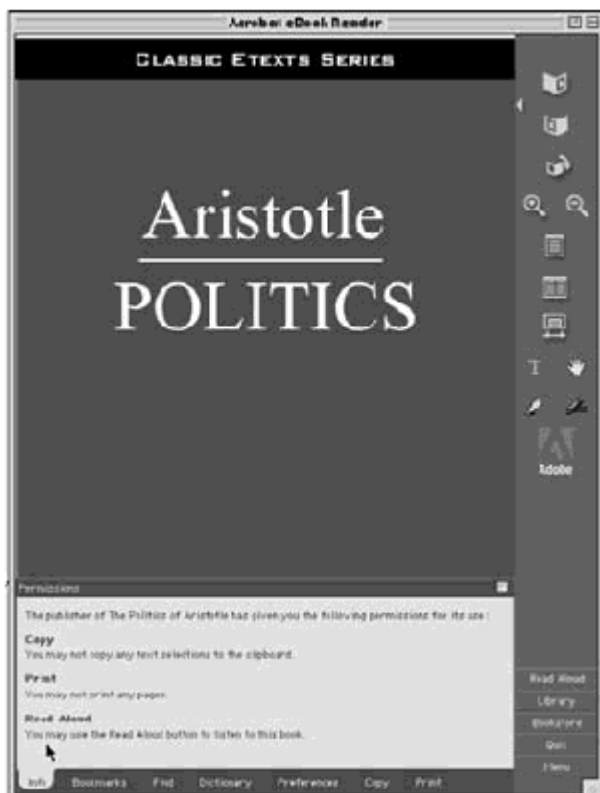 Acrobat eBook Reader
CLASSIC ETEXTS SERIES
Aristotle
POLITICS
Adobe
Permissions
The publisher of The Politics of Aristotle has given you the following permissions for its use:
Copy
You may not copy any text selections to the clipboard.
Print
You may not print any pages.
Read Aloud
You may use the Read Aloud button to listen to this book.
Read Aloud
Library
Bookstore
Quit
Menu
Info Bookmarks Find Dictionary Preferences Copy Print